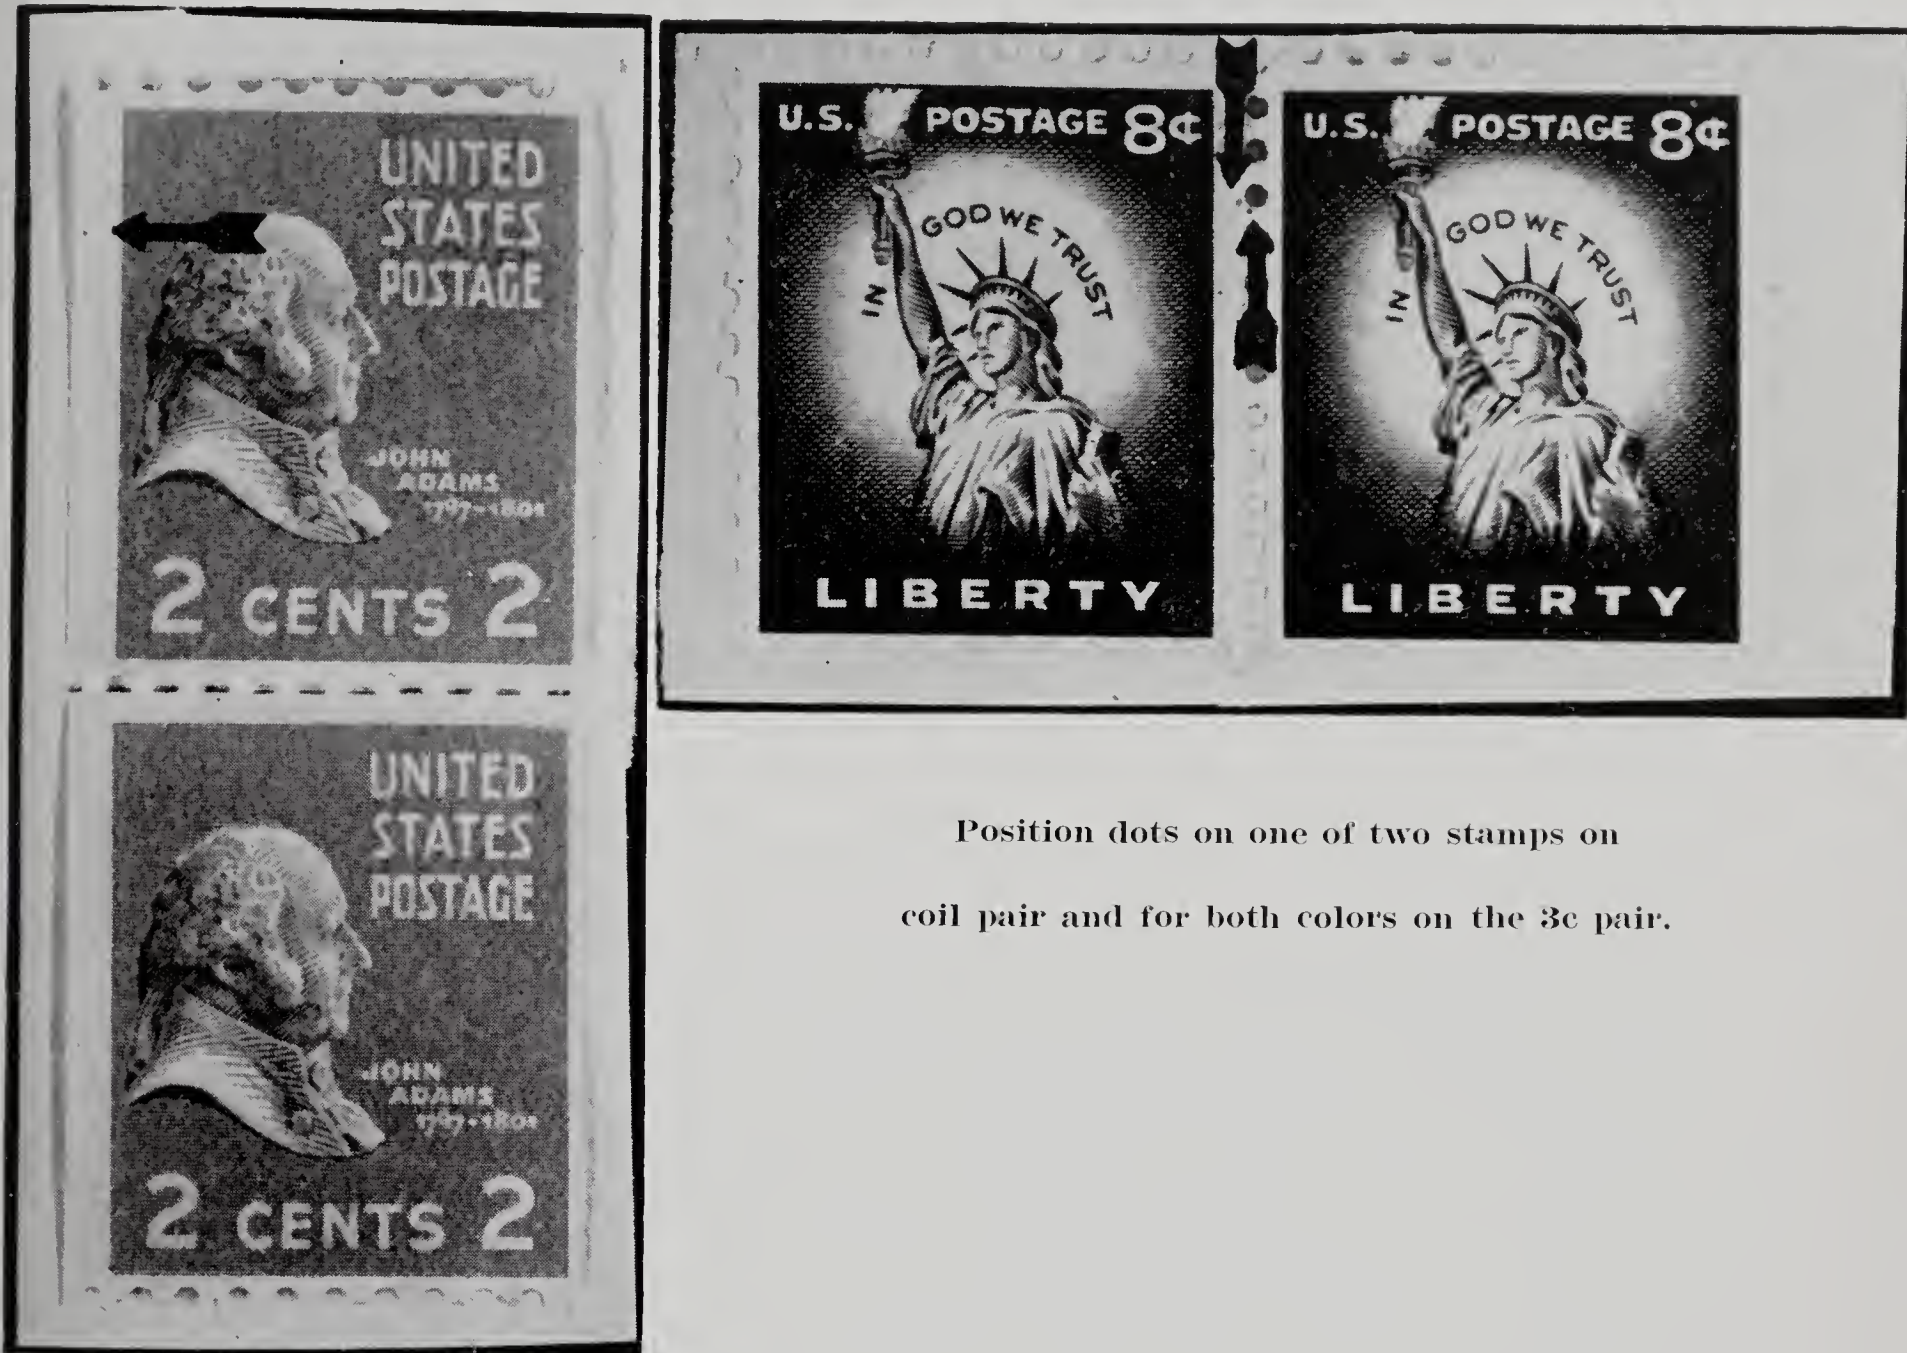 UNITED
STATES
POSTAGE
JOHN
ADAMS
1797-1801
2 CENTS 2
UNITED
STATES
POSTAGE
JOHN
ADAMS
1797•1801
2 CENTS 2
U.S. POSTAGE 8¢
IN GOD WE TRUST
LIBERTY
U.S. POSTAGE 8¢
IN GOD WE TRUST
LIBERTY
Position dots on one of two stamps on
coil pair and for both colors on the 3c pair.